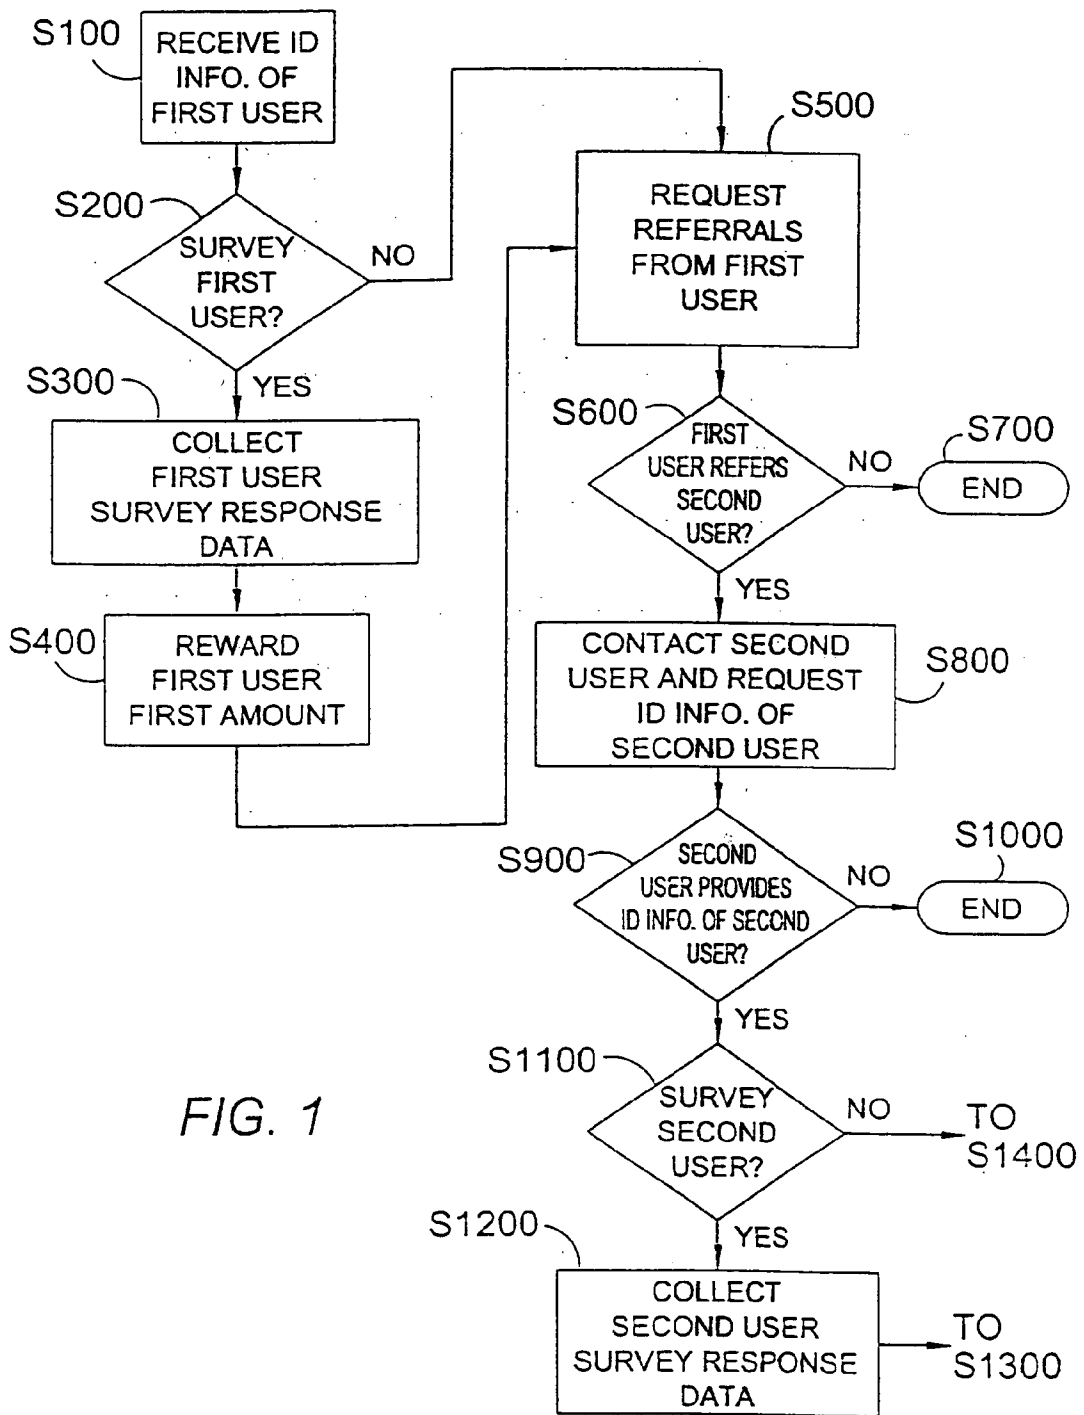 S100
RECEIVE ID
INFO. OF
FIRST USER
S200
SURVEY
FIRST
USER?
NO
YES
S300
COLLECT
FIRST USER
SURVEY RESPONSE
DATA
S400
REWARD
FIRST USER
FIRST AMOUNT
S500
REQUEST
REFERRALS
FROM FIRST
USER
S600
FIRST
USER REFERS
SECOND
USER?
NO
S700
END
YES
CONTACT SECOND
USER AND REQUEST
ID INFO. OF
SECOND USER
S800
S900
SECOND
USER PROVIDES
ID INFO. OF SECOND
USER?
NO
S1000
END
YES
S1100
SURVEY
SECOND
USER?
NO
TO
S1400
YES
S1200
COLLECT
SECOND USER
SURVEY RESPONSE
DATA
TO
S1300
FIG. 1